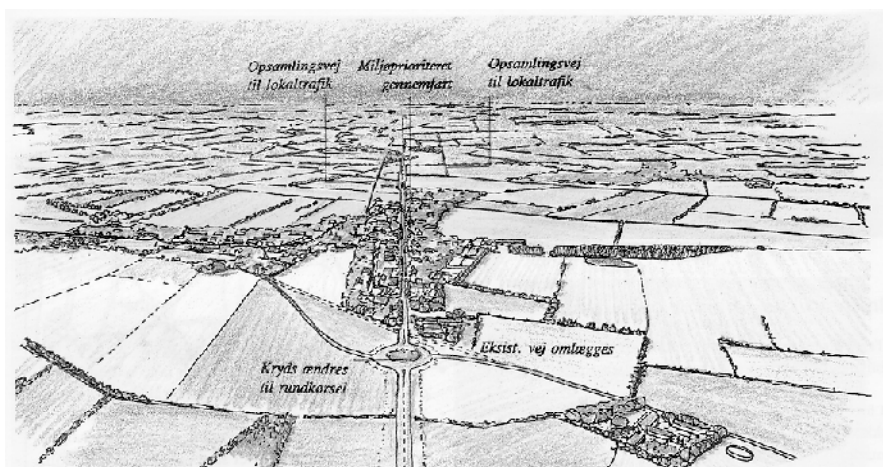 Opsamlingsvej
til lokaltrafik
Miljøprioriteret
gennemfart
Opsamlingsvej
til lokaltrafik
Eksist. vej omlægges
Kryds ændres
til rundkørsel